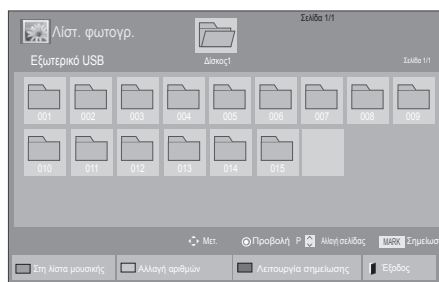 Σελίδα 1/1
Λίστ. φωτογρ.
Εξωτερικό USB
Δίσκος1
Σελίδα 1/1
001 002 003 004 005 006 007 008 009
010 011 012 013 014 015
Μετ. Προβολή P Αλλαγή σελίδας MARK Σημείωσ
Στη λίστα μουσικής Αλλαγή αριθμών Λειτουργία σημείωσης Έξοδος